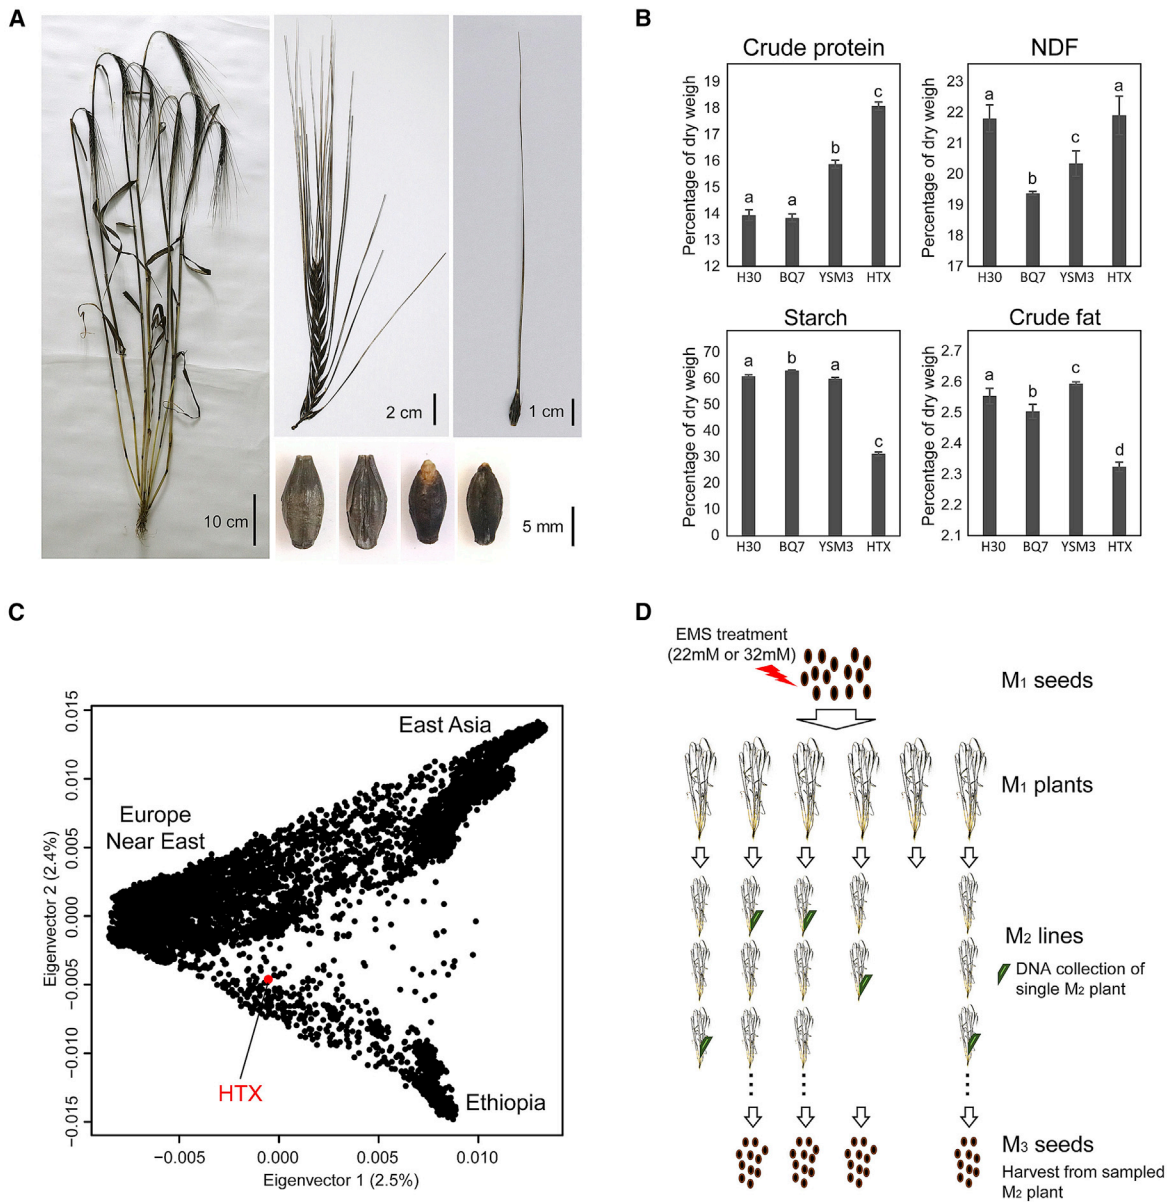 A
10 cm
2 cm
1 cm
5 mm
B
Crude protein
Percentage of dry weigh
19
18
17
16
15
14
13
12
a
a
b
c
H30
BQ7
YSM3
HTX
NDF
Percentage of dry weigh
23
22
21
20
19
18
17
a
b
c
a
H30
BQ7
YSM3
HTX
Starch
Percentage of dry weigh
70
60
50
40
30
20
10
0
a
b
a
c
H30
BQ7
YSM3
HTX
Crude fat
Percentage of dry weigh
2.7
2.6
2.5
2.4
2.3
2.2
2.1
a
b
c
d
H30
BQ7
YSM3
HTX
C
Eigenvector 2 (2.4%)
0.015
0.010
0.005
0.000
−0.005
−0.010
−0.015
East Asia
Europe
Near East
HTX
Ethiopia
−0.005
0.000
0.005
0.010
Eigenvector 1 (2.5%)
D
EMS treatment
(22mM or 32mM)
M1 seeds
M1 plants
M2 lines
DNA collection of
single M2 plant
M3 seeds
Harvest from sampled
M2 plant